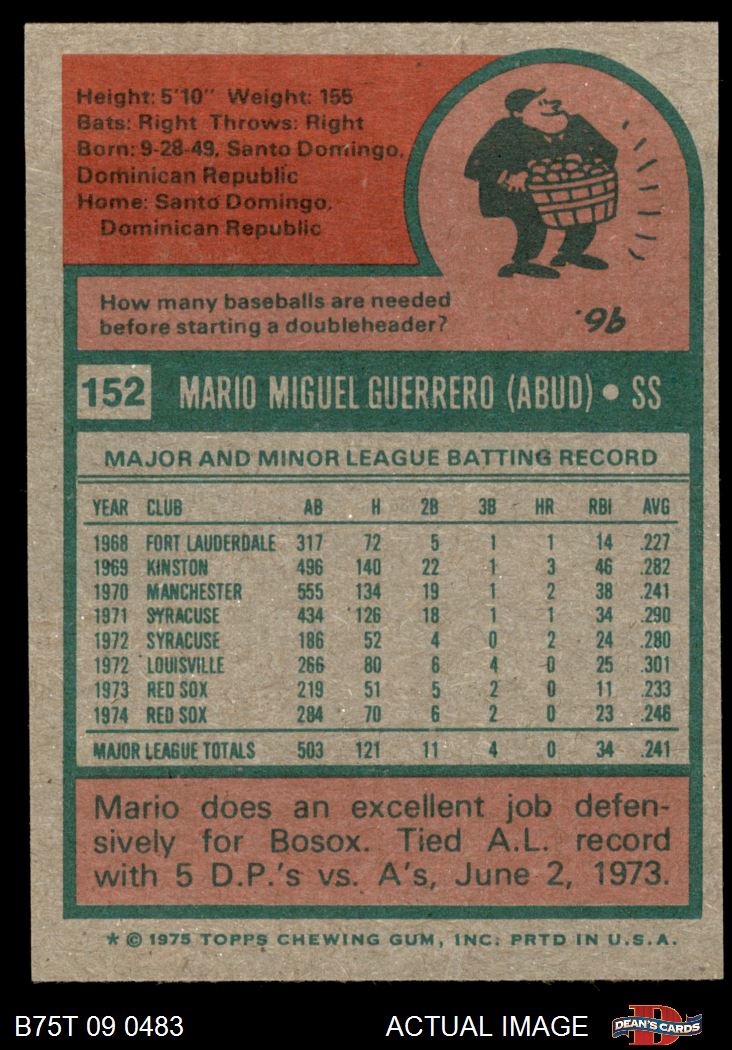 Height: 5'10" Weight: 155
Bats: Right Throws: Right
Born: 9-28-49, Santo Domingo,
Dominican Republic
Home: Santo Domingo,
Dominican Republic
How many baseballs are needed
before starting a doubleheader?
96.
152 MARIO MIGUEL GUERRERO (ABUD) • SS
MAJOR AND MINOR LEAGUE BATTING RECORD
YEAR CLUB AB H 2B 3B HR RBI AVG
1968 FORT LAUDERDALE 317 72 5 1 1 14 .227
1969 KINSTON 496 140 22 1 3 46 .282
1970 MANCHESTER 555 134 19 1 2 38 .241
1971 SYRACUSE 434 126 18 1 1 34 .290
1972 SYRACUSE 186 52 4 0 2 24 .280
1972 LOUISVILLE 266 80 6 4 0 25 .301
1973 RED SOX 219 51 5 2 0 11 .233
1974 RED SOX 284 70 6 2 0 23 .246
MAJOR LEAGUE TOTALS 503 121 11 4 0 34 .241
Mario does an excellent job defen-
sively for Bosox. Tied A.L. record
with 5 D.P.'s vs. A's, June 2, 1973.
* © 1975 TOPPS CHEWING GUM, INC. PRTD IN U.S.A.
B75T 09 0483 ACTUAL IMAGE DEAN'S CARDS